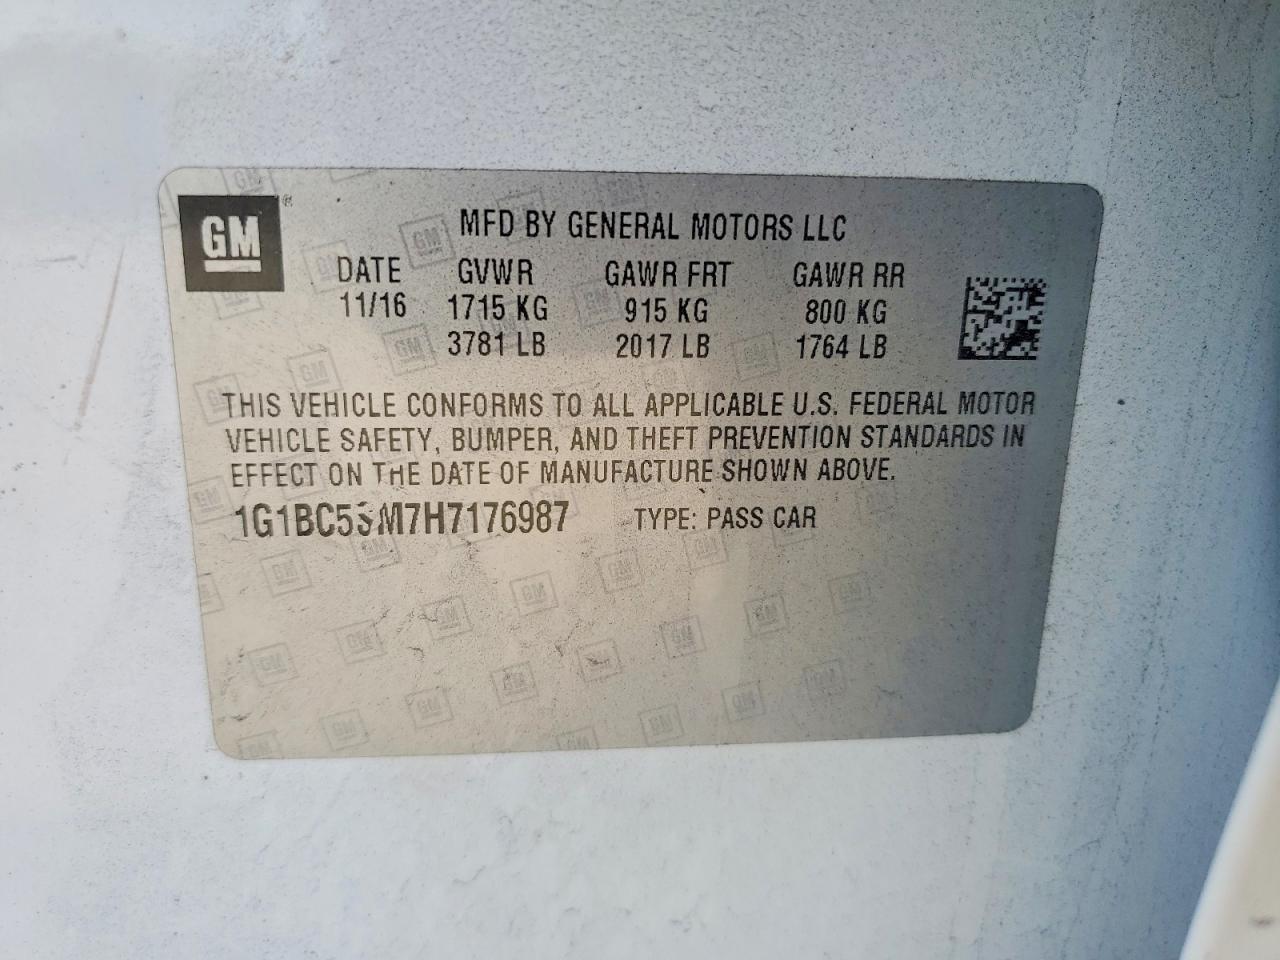 GM®
MFD BY GENERAL MOTORS LLC
DATE GVWR GAWR FRT GAWR RR
11/16 1715 KG 915 KG 800 KG
3781 LB 2017 LB 1764 LB
THIS VEHICLE CONFORMS TO ALL APPLICABLE U.S. FEDERAL MOTOR
VEHICLE SAFETY, BUMPER, AND THEFT PREVENTION STANDARDS IN
EFFECT ON THE DATE OF MANUFACTURE SHOWN ABOVE.
1G1BC5SM7H7176987 TYPE: PASS CAR